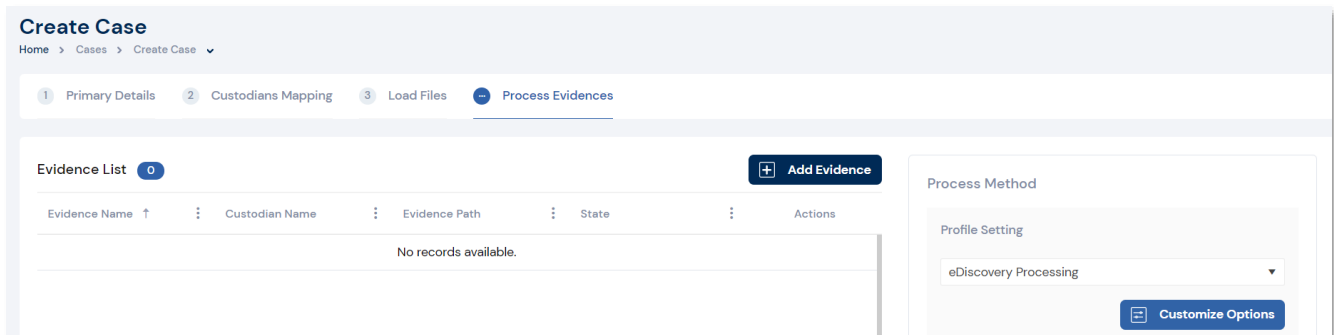 Create Case
Home > Cases > Create Case
1 Primary Details 2 Custodians Mapping 3 Load Files Process Evidences
Evidence List 0 Add Evidence
Evidence Name ↑ Custodian Name Evidence Path State Actions
No records available.
Process Method
Profile Setting
eDiscovery Processing
Customize Options